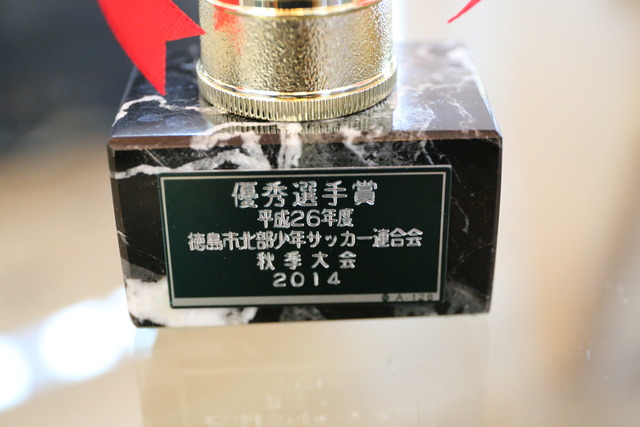 優秀選手賞
平成26年度
徳島市北部少年サッカー連合会
秋季大会
2014
A-128